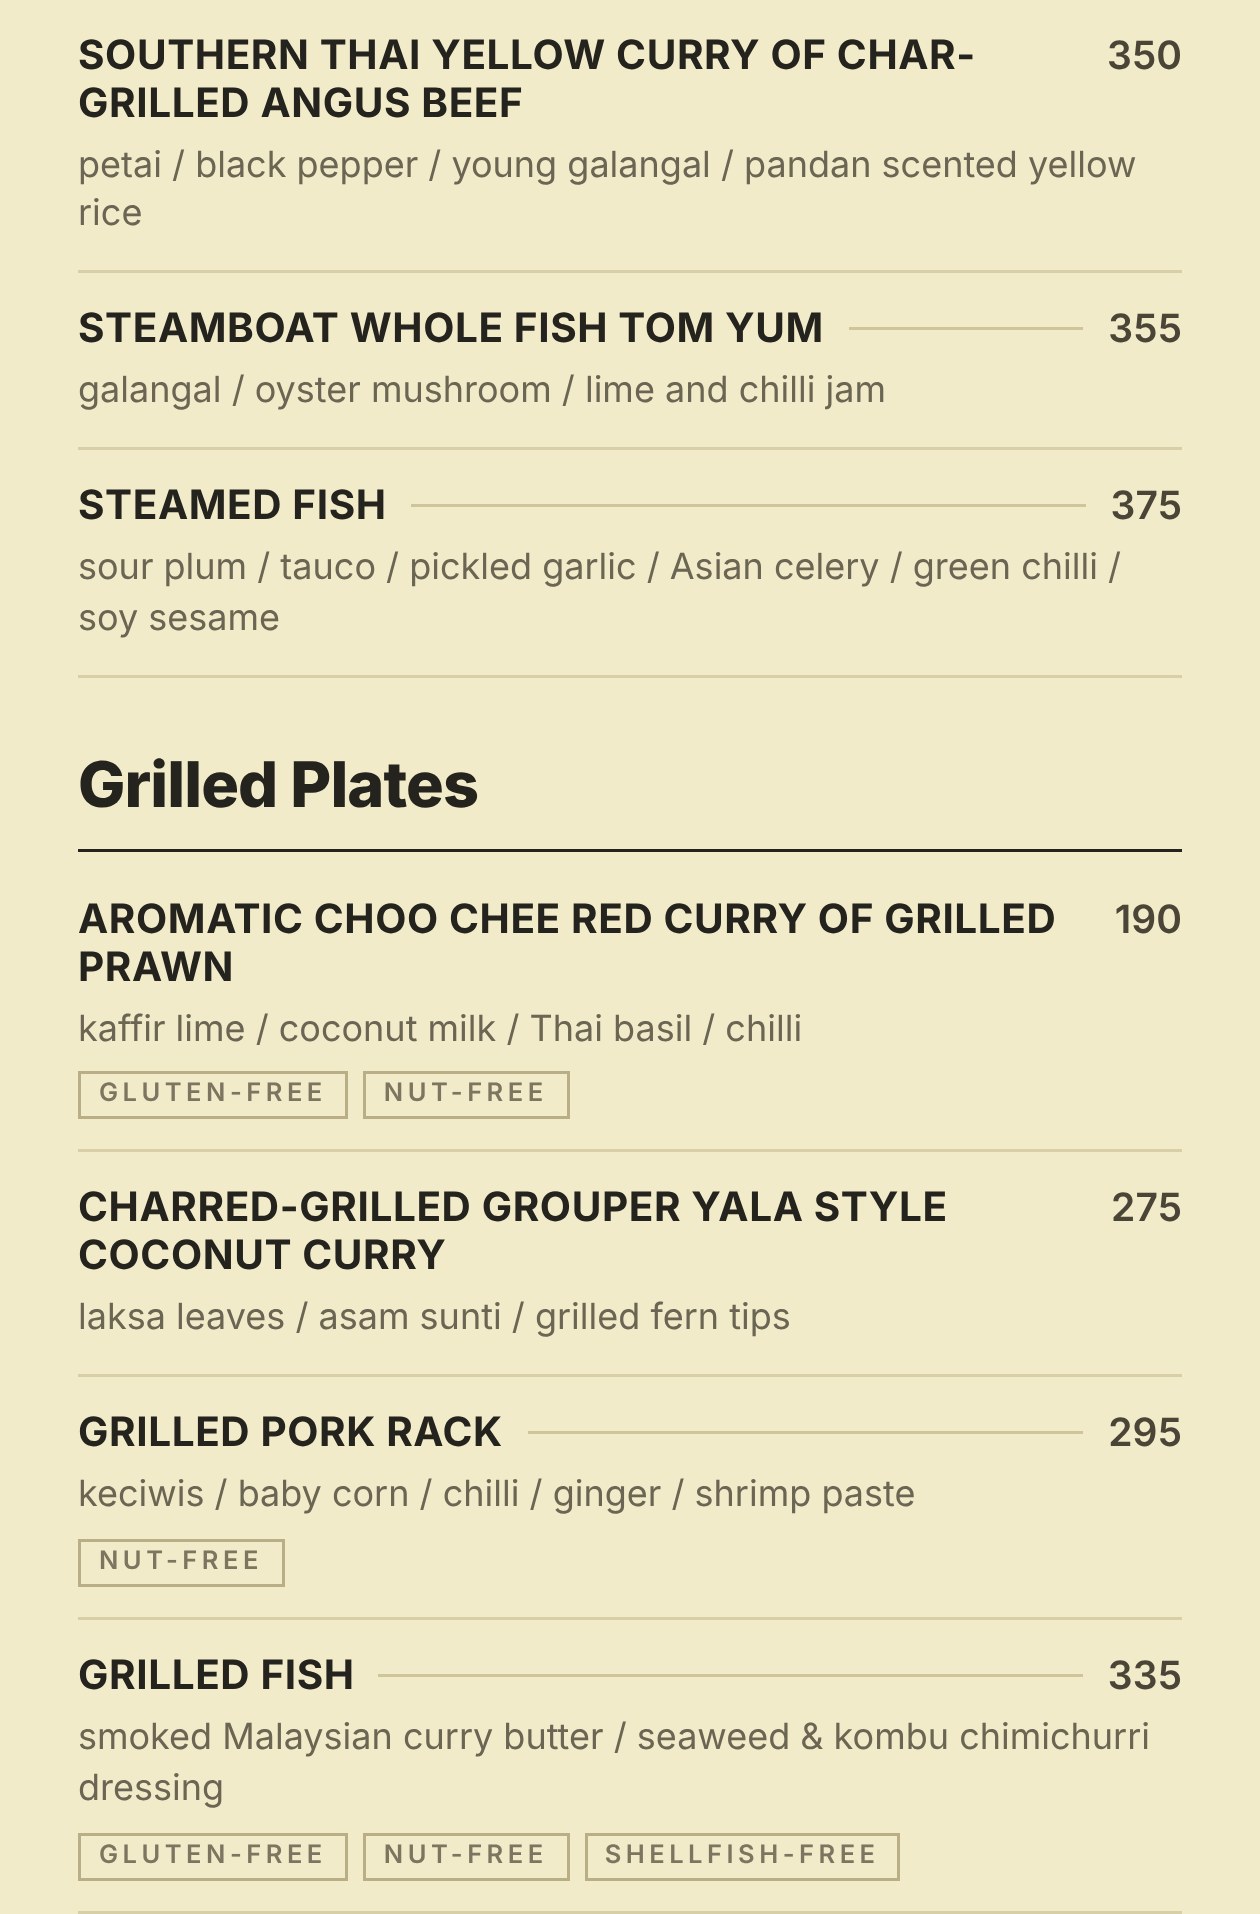 SOUTHERN THAI YELLOW CURRY OF CHAR- 350
GRILLED ANGUS BEEF
petai / black pepper / young galangal / pandan scented yellow
rice
STEAMBOAT WHOLE FISH TOM YUM 355
galangal / oyster mushroom / lime and chilli jam
STEAMED FISH 375
sour plum / tauco / pickled garlic / Asian celery / green chilli /
soy sesame
Grilled Plates
AROMATIC CHOO CHEE RED CURRY OF GRILLED 190
PRAWN
kaffir lime / coconut milk / Thai basil / chilli
GLUTEN-FREE NUT-FREE
CHARRED-GRILLED GROUPER YALA STYLE 275
COCONUT CURRY
laksa leaves / asam sunti / grilled fern tips
GRILLED PORK RACK 295
keciwis / baby corn / chilli / ginger / shrimp paste
NUT-FREE
GRILLED FISH 335
smoked Malaysian curry butter / seaweed & kombu chimichurri
dressing
GLUTEN-FREE NUT-FREE SHELLFISH-FREE